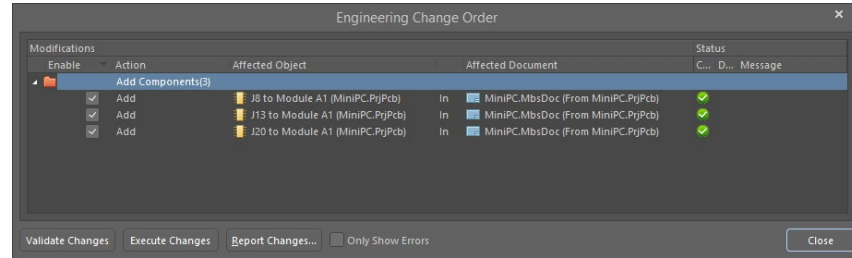 Engineering Change Order
Modifications Status
Enable Action Affected Object Affected Document C... D... Message
Add Components(3)
Add J8 to Module A1 (MiniPC.PrjPcb) In MiniPC.MbsDoc (From MiniPC.PrjPcb)
Add J13 to Module A1 (MiniPC.PrjPcb) In MiniPC.MbsDoc (From MiniPC.PrjPcb)
Add J20 to Module A1 (MiniPC.PrjPcb) In MiniPC.MbsDoc (From MiniPC.PrjPcb)
Validate Changes Execute Changes Report Changes... Only Show Errors Close